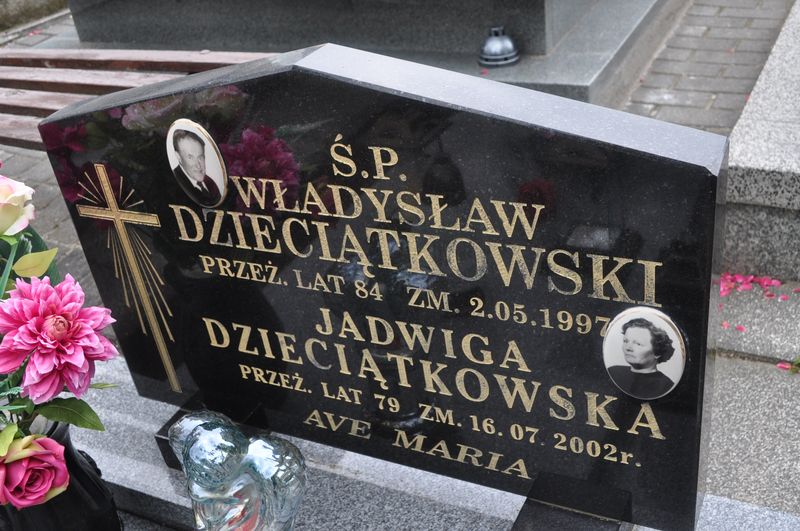 Ś.P.
WŁADYSŁAW
DZIECIĄTKOWSKI
PRZEŻ. LAT 84 ZM. 2.05.1997
JADWIGA
DZIECIĄTKOWSKA
PRZEŻ. LAT 79 ZM. 16.07.2002r.
AVE MARIA